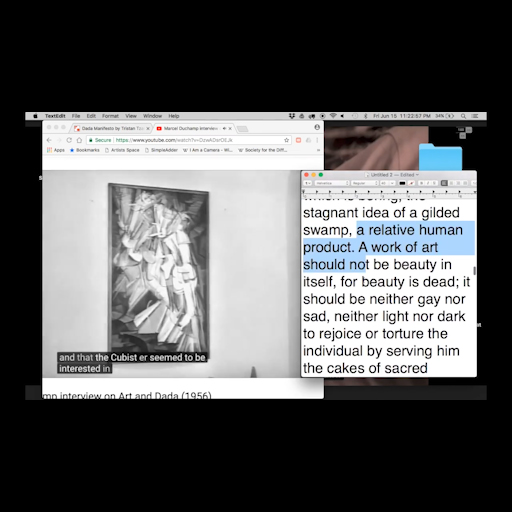 TextEdit File Edit Format View Window Help
Fri Jun 15 11:22:57 PM
34%
Dada Manifesto by Tristan Tza
Marcel Duchamp interview
Secure
https://www.youtube.com/
Apps Bookmarks Artists Space SimpleAdder I Am a Camera - W Society for the Diff...
and that the Cubist er seemed to be
interested in
mp interview on Art and Dada (1956)
Untitled 2 — Edited
Helvetica Regular
which is boring, the
stagnant idea of a gilded
swamp, a relative human
product. A work of art
should not be beauty in
itself, for beauty is dead; it
should be neither gay nor
sad, neither light nor dark
to rejoice or torture the
individual by serving him
the cakes of sacred